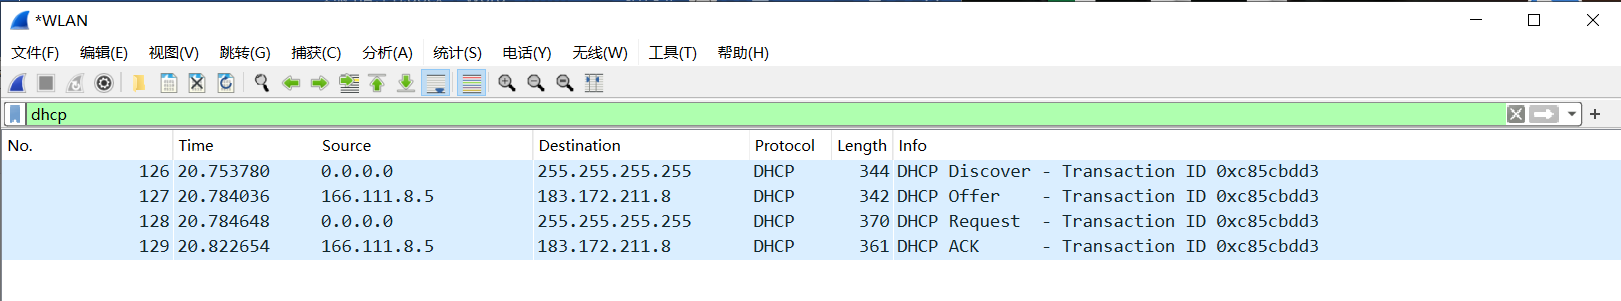 *WLAN
文件(F) 编辑(E) 视图(V) 跳转(G) 捕获(C) 分析(A) 统计(S) 电话(Y) 无线(W) 工具(T) 帮助(H)
dhcp
No. Time Source Destination Protocol Length Info
126 20.753780 0.0.0.0 255.255.255.255 DHCP 344 DHCP Discover - Transaction ID 0xc85cbdd3
127 20.784036 166.111.8.5 183.172.211.8 DHCP 342 DHCP Offer - Transaction ID 0xc85cbdd3
128 20.784648 0.0.0.0 255.255.255.255 DHCP 370 DHCP Request - Transaction ID 0xc85cbdd3
129 20.822654 166.111.8.5 183.172.211.8 DHCP 361 DHCP ACK - Transaction ID 0xc85cbdd3